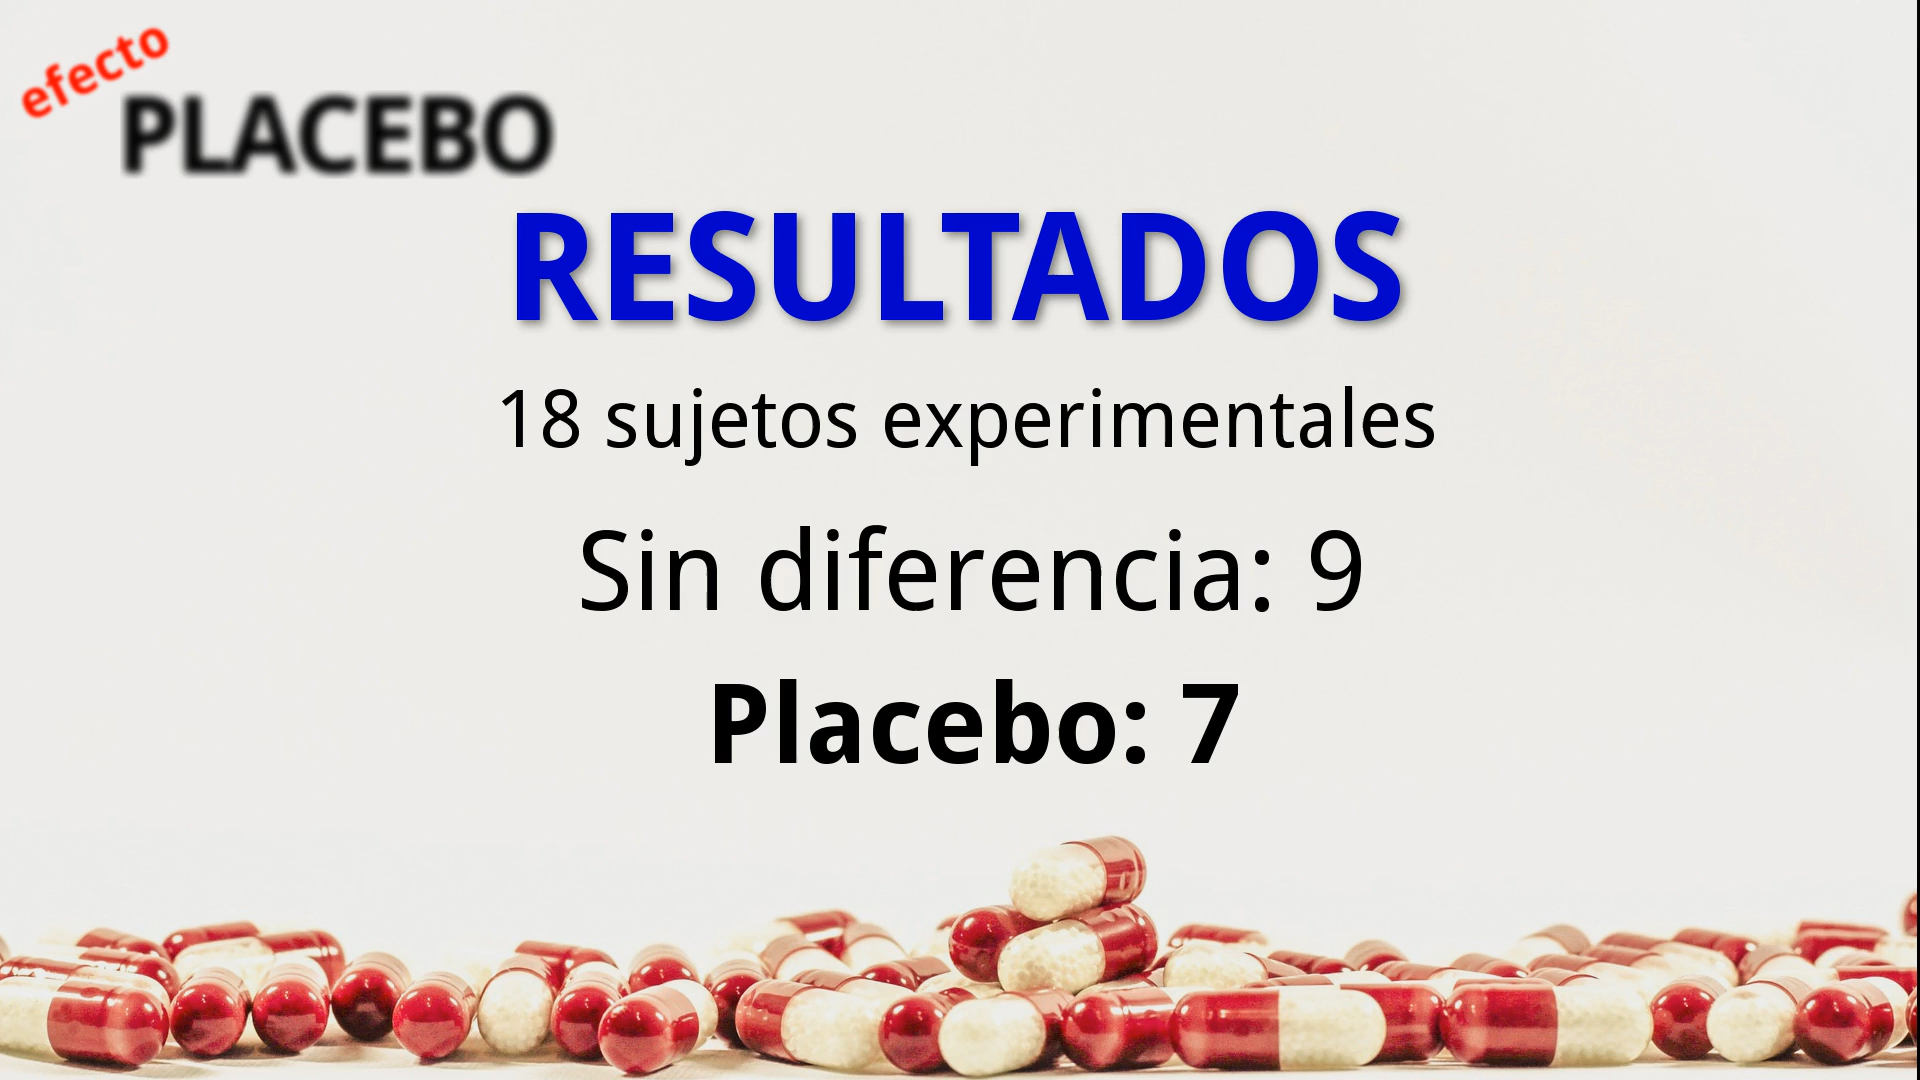 efecto
PLACEBO
RESULTADOS
18 sujetos experimentales
Sin diferencia: 9
Placebo: 7